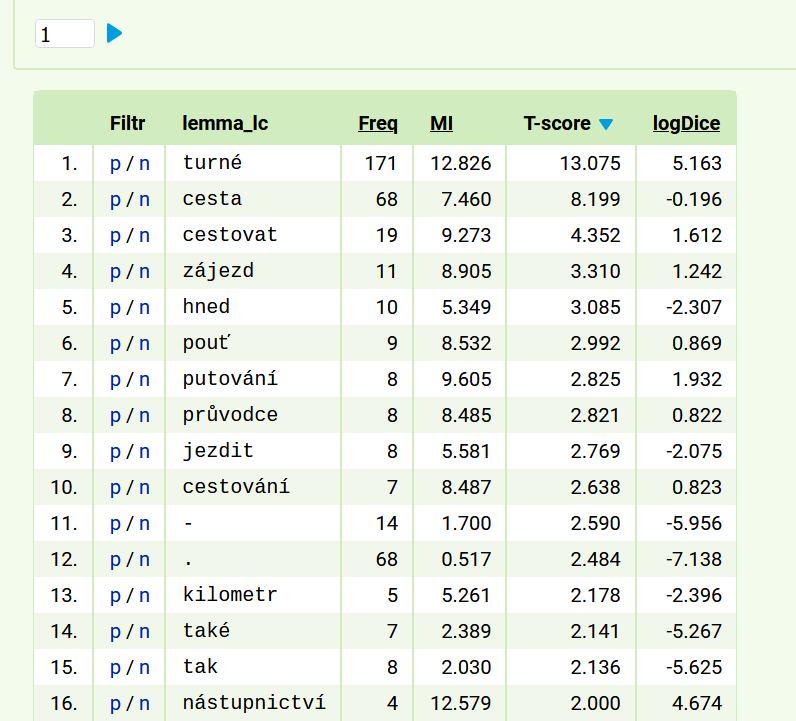 1
Filtr lemma_lc Freq MI T-score logDice
1. p / n turné 171 12.826 13.075 5.163
2. p / n cesta 68 7.460 8.199 -0.196
3. p / n cestovat 19 9.273 4.352 1.612
4. p / n zájezd 11 8.905 3.310 1.242
5. p / n hned 10 5.349 3.085 -2.307
6. p / n pouť 9 8.532 2.992 0.869
7. p / n putování 8 9.605 2.825 1.932
8. p / n průvodce 8 8.485 2.821 0.822
9. p / n jezdit 8 5.581 2.769 -2.075
10. p / n cestování 7 8.487 2.638 0.823
11. p / n - 14 1.700 2.590 -5.956
12. p / n . 68 0.517 2.484 -7.138
13. p / n kilometr 5 5.261 2.178 -2.396
14. p / n také 7 2.389 2.141 -5.267
15. p / n tak 8 2.030 2.136 -5.625
16. p / n nástupnictví 4 12.579 2.000 4.674